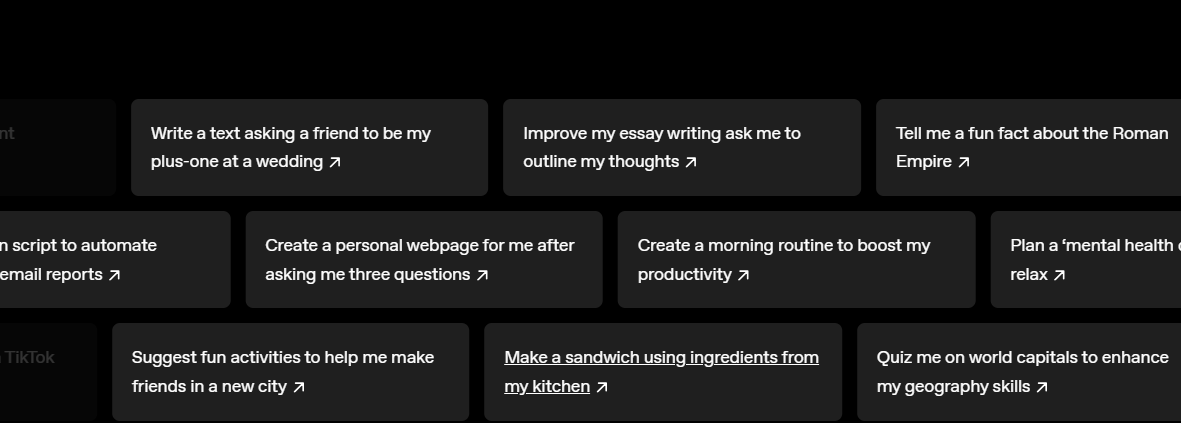 nt
Write a text asking a friend to be my
plus-one at a wedding ↗
Improve my essay writing ask me to
outline my thoughts ↗
Tell me a fun fact about the Roman
Empire ↗
n script to automate
email reports ↗
Create a personal webpage for me after
asking me three questions ↗
Create a morning routine to boost my
productivity ↗
Plan a ‘mental health
relax ↗
TikTok
Suggest fun activities to help me make
friends in a new city ↗
Make a sandwich using ingredients from
my kitchen ↗
Quiz me on world capitals to enhance
my geography skills ↗